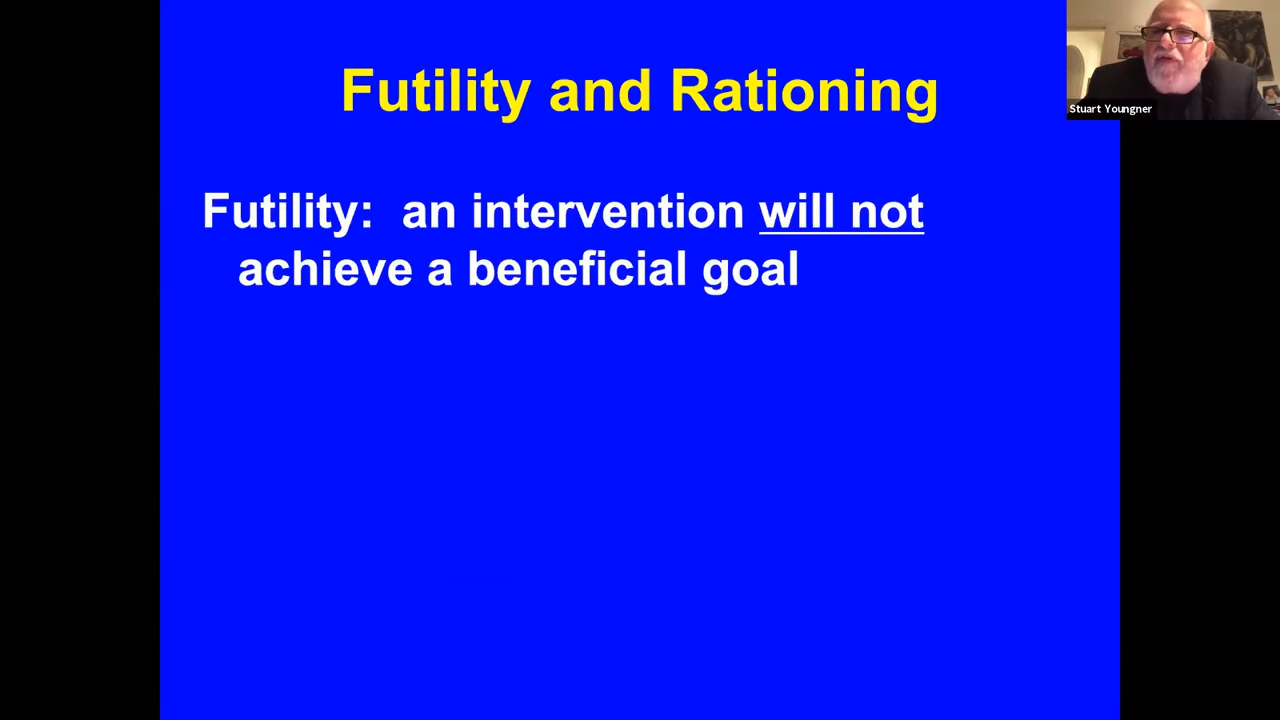 Futility and Rationing
Stuart Youngner
Futility: an intervention will not
achieve a beneficial goal